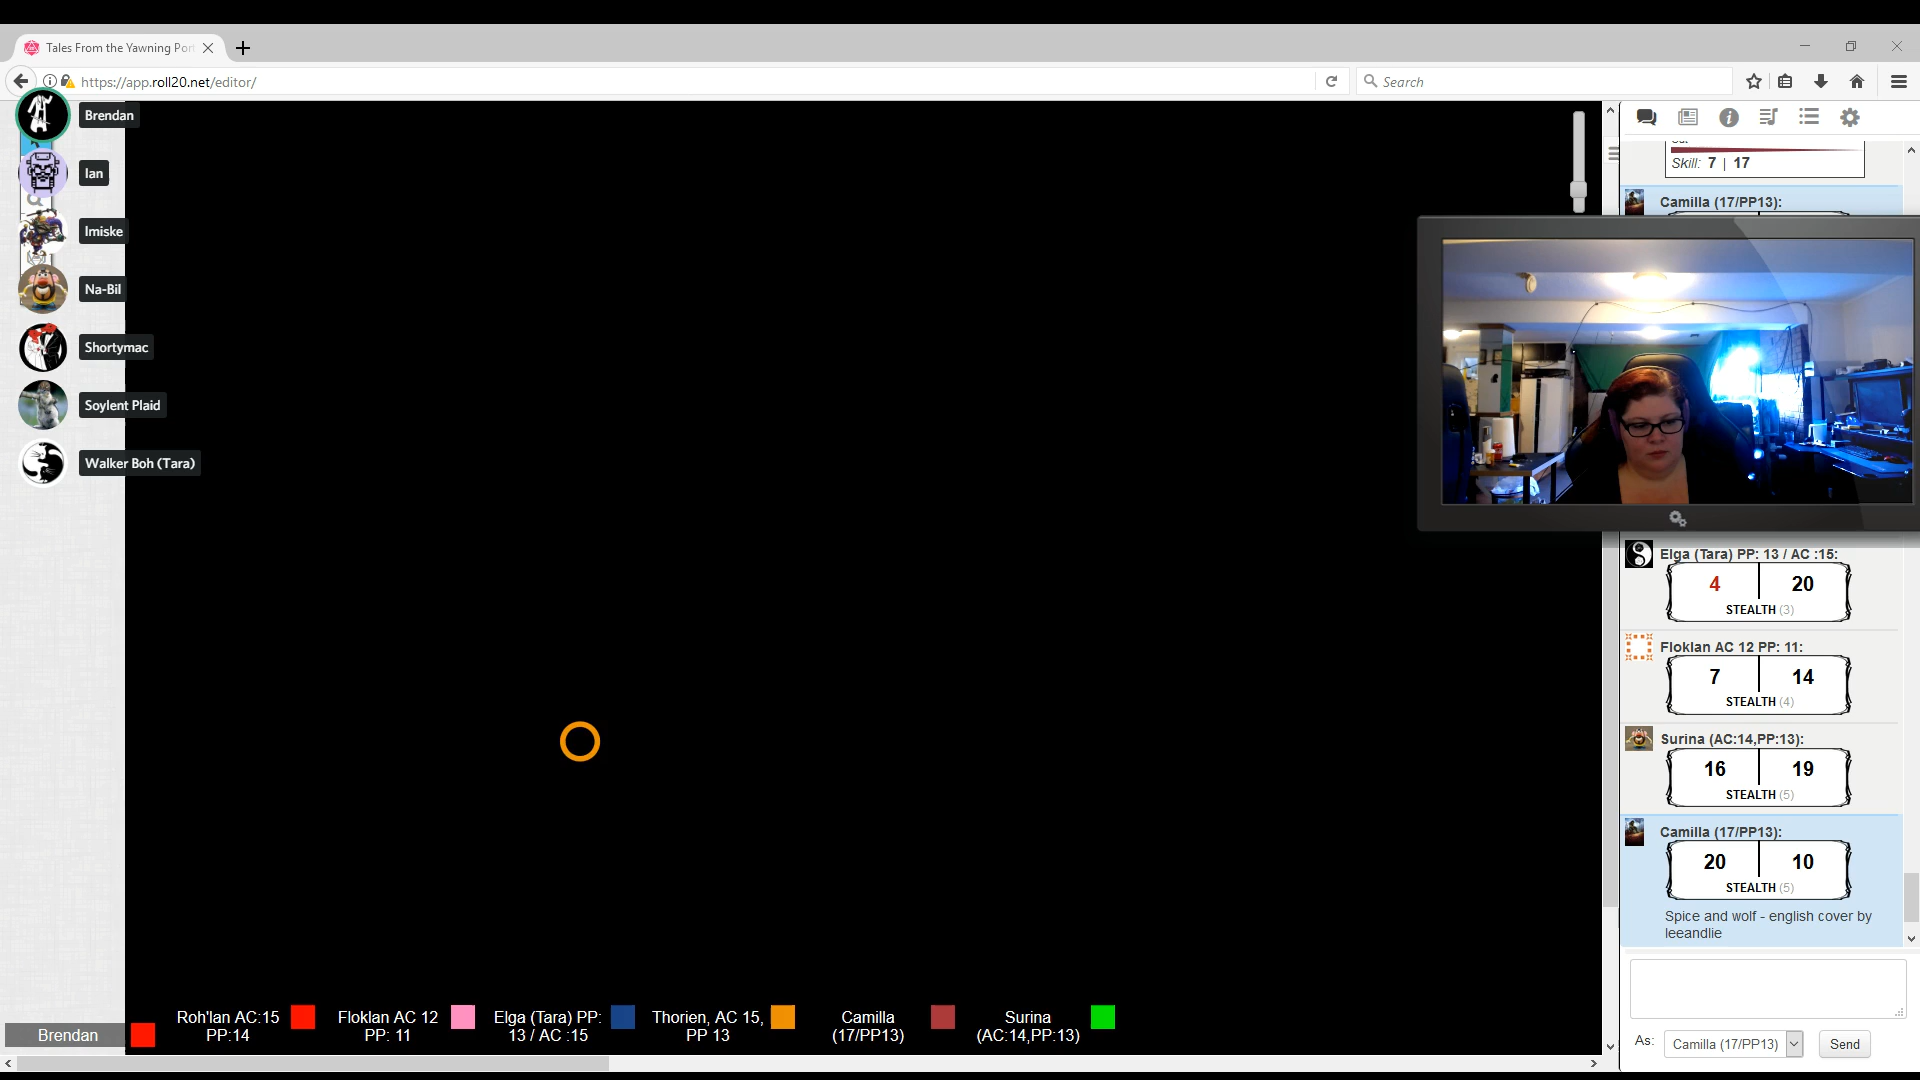 Tales From the Yawning Port
https://app.roll20.net/editor/
Search
Brendan
Ian
Imiske
Na-Bil
Shortymac
Soylent Plaid
Walker Boh (Tara)
Skill: 7 | 17
Camilla (17/PP13):
Elga (Tara) PP: 13 / AC :15:
4 20
STEALTH (3)
Floklan AC 12 PP: 11:
7 14
STEALTH (4)
Surina (AC:14,PP:13):
16 19
STEALTH (5)
Camilla (17/PP13):
20 10
STEALTH (5)
Spice and wolf - english cover by
leeandlie
As: Camilla (17/PP13) Send
Brendan
Roh'lan AC:15
PP:14
Floklan AC 12
PP: 11
Elga (Tara) PP:
13 / AC :15
Thorien, AC 15,
PP 13
Camilla
(17/PP13)
Surina
(AC:14,PP:13)